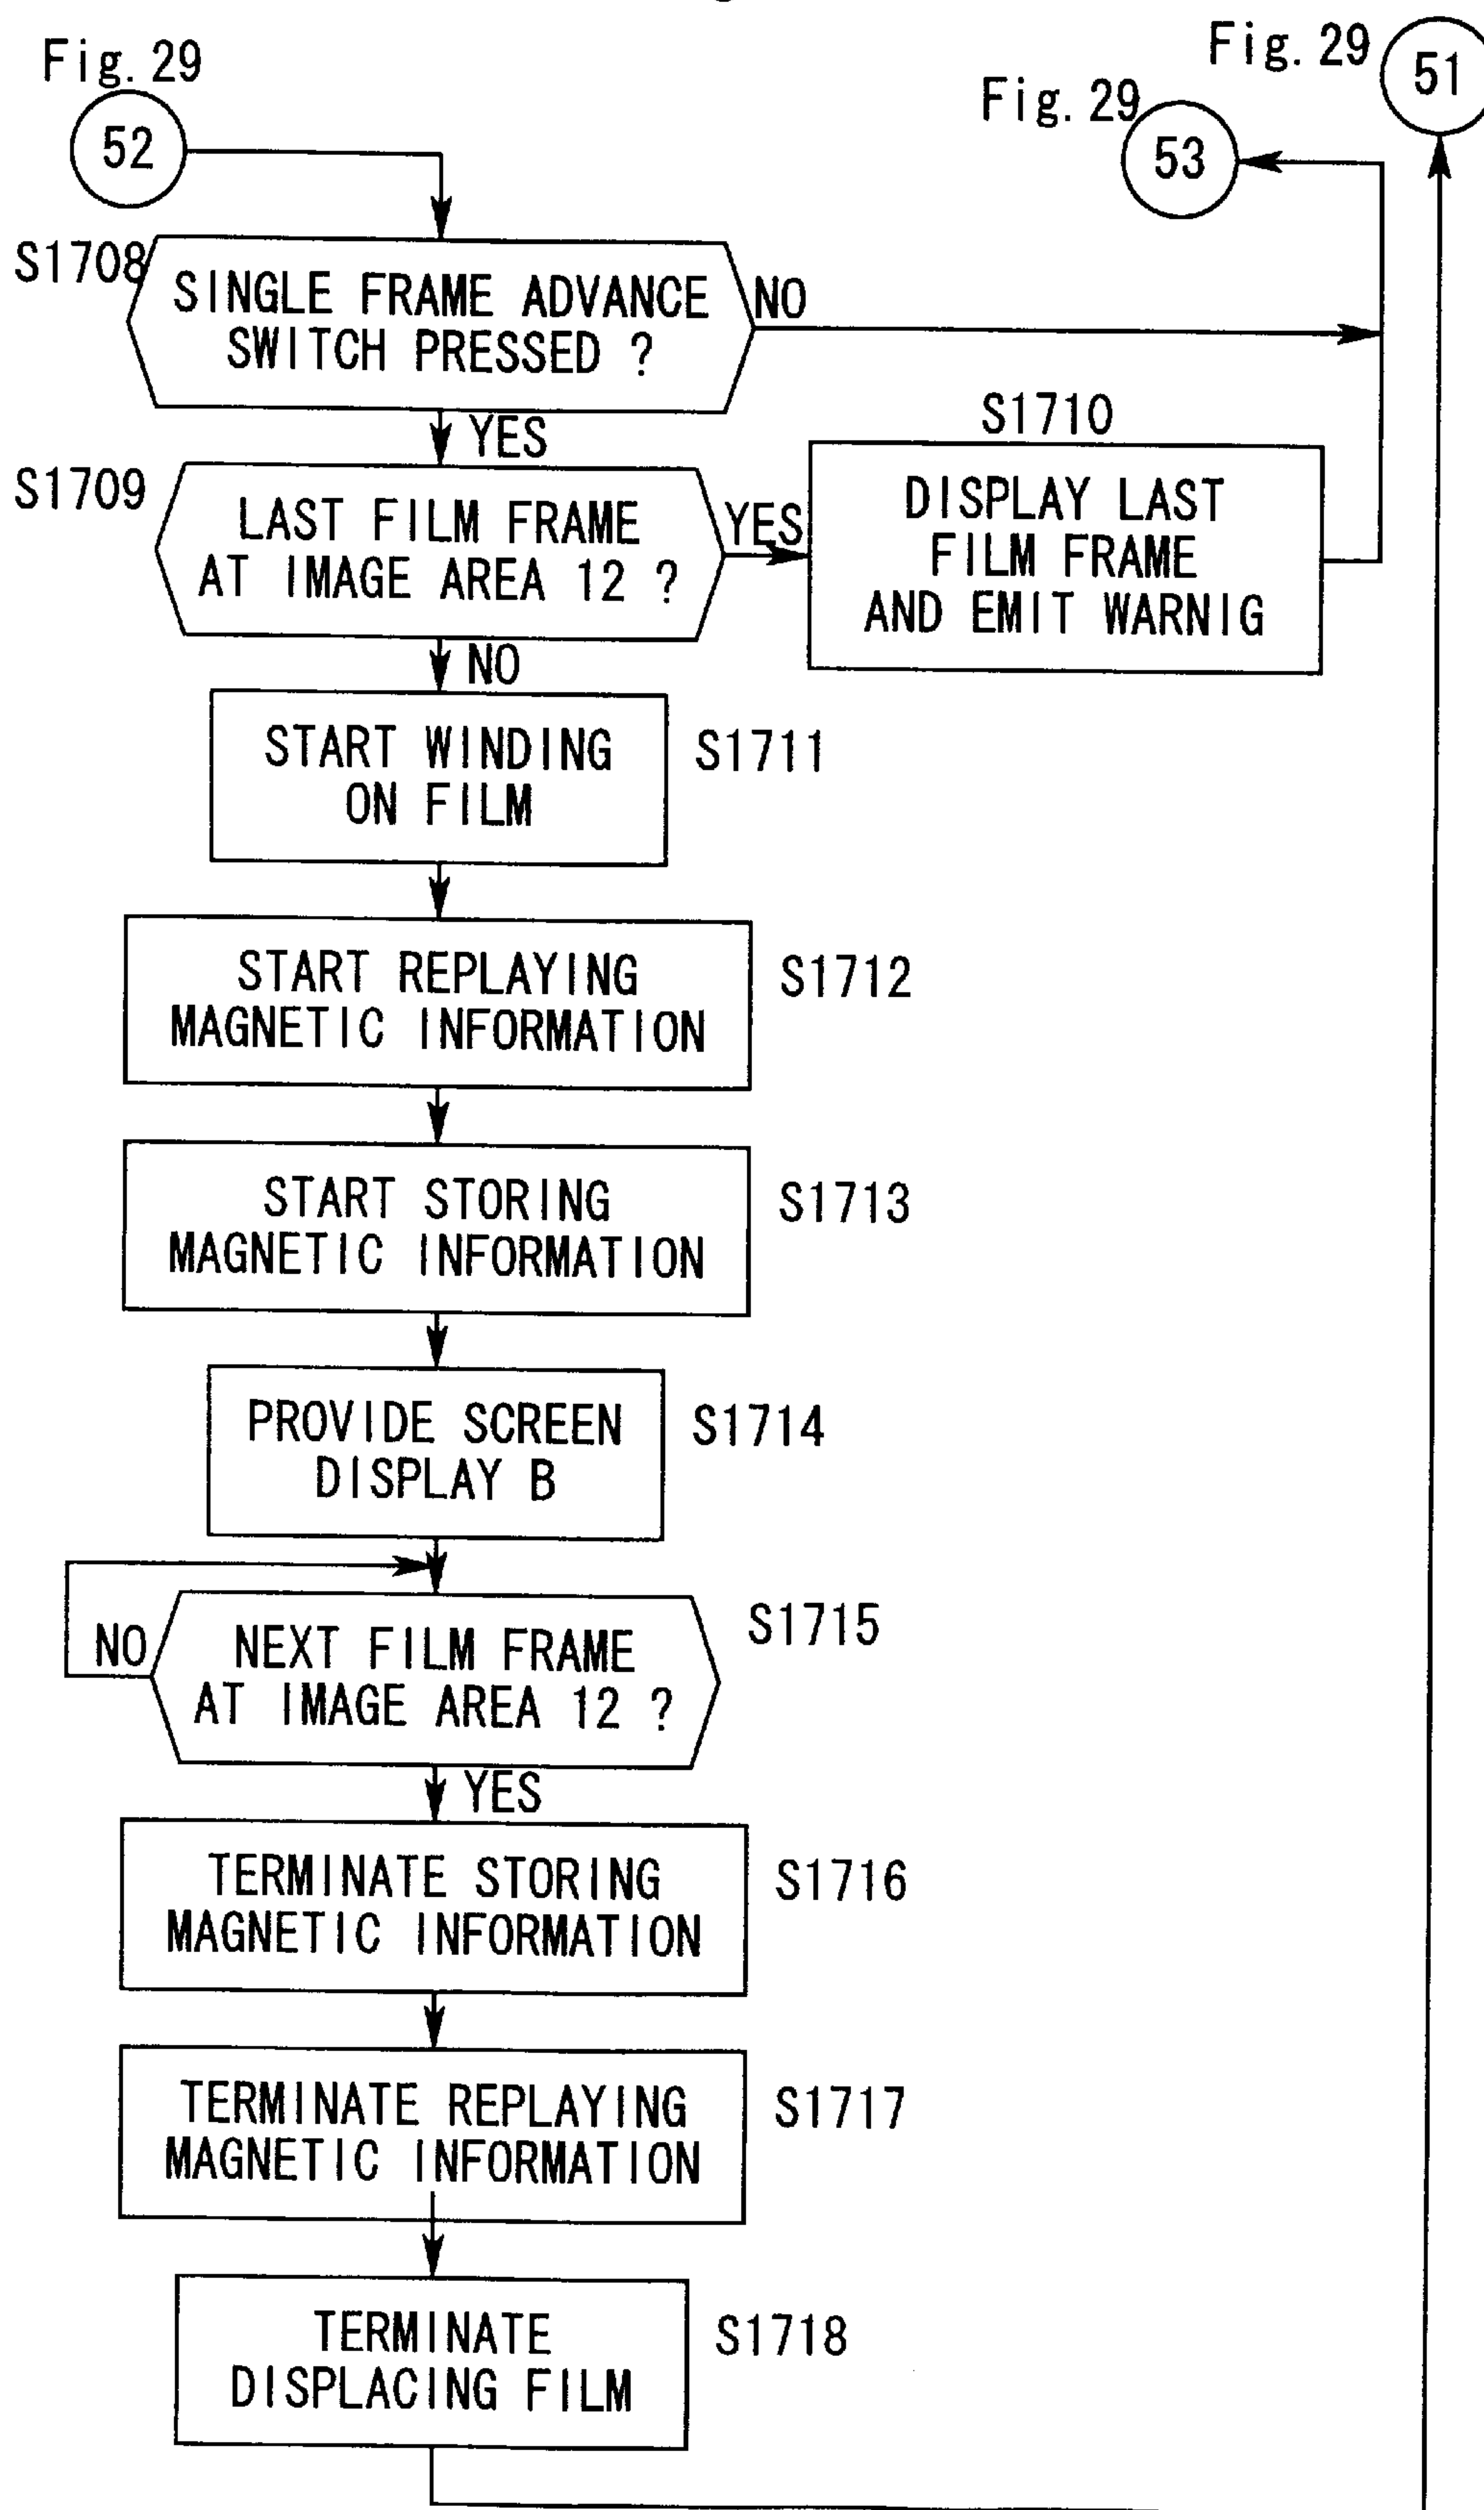 Fig. 29
52
Fig. 29
53
Fig. 29
51
S1708
SINGLE FRAME ADVANCE
SWITCH PRESSED ?
NO
YES
S1709
LAST FILM FRAME
AT IMAGE AREA 12 ?
YES
S1710
DISPLAY LAST
FILM FRAME
AND EMIT WARNIG
NO
START WINDING
ON FILM
S1711
START REPLAYING
MAGNETIC INFORMATION
S1712
START STORING
MAGNETIC INFORMATION
S1713
PROVIDE SCREEN
DISPLAY B
S1714
NO
NEXT FILM FRAME
AT IMAGE AREA 12 ?
S1715
YES
TERMINATE STORING
MAGNETIC INFORMATION
S1716
TERMINATE REPLAYING
MAGNETIC INFORMATION
S1717
TERMINATE
DISPLACING FILM
S1718